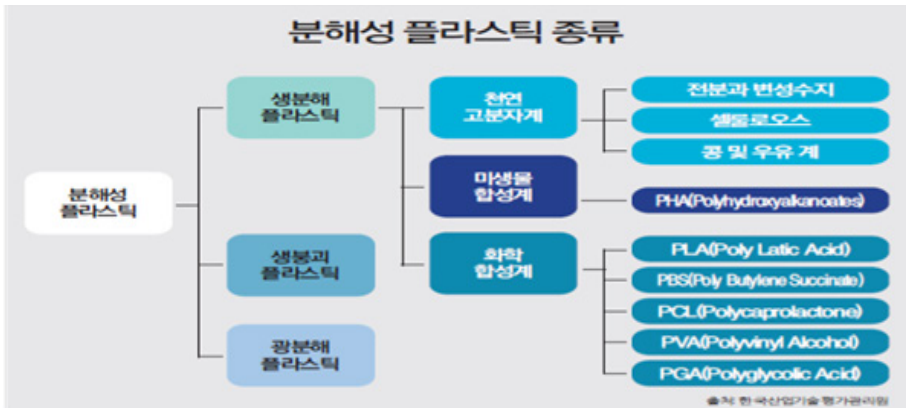 분해성 플라스틱 종류
분해성
플라스틱
생분해
플라스틱
생붕괴
플라스틱
광분해
플라스틱
천연
고분자계
미생물
합성계
화학
합성계
전분과 변성수지
셀룰로오스
콩 및 우유 계
PHA(Polyhydroxyalkanoates)
PLA(Poly Latic Acid)
PBS(Poly Butylene Succinate)
PCL(Polycaprolactone)
PVA(Polyvinyl Alcohol)
PGA(Polyglycolic Acid)
출처: 한국산업기술평가관리원